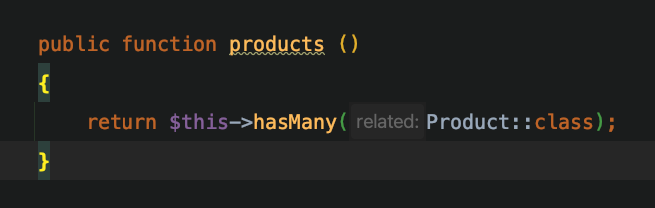 public function products ()
{
return $this->hasMany( related: Product::class);
}